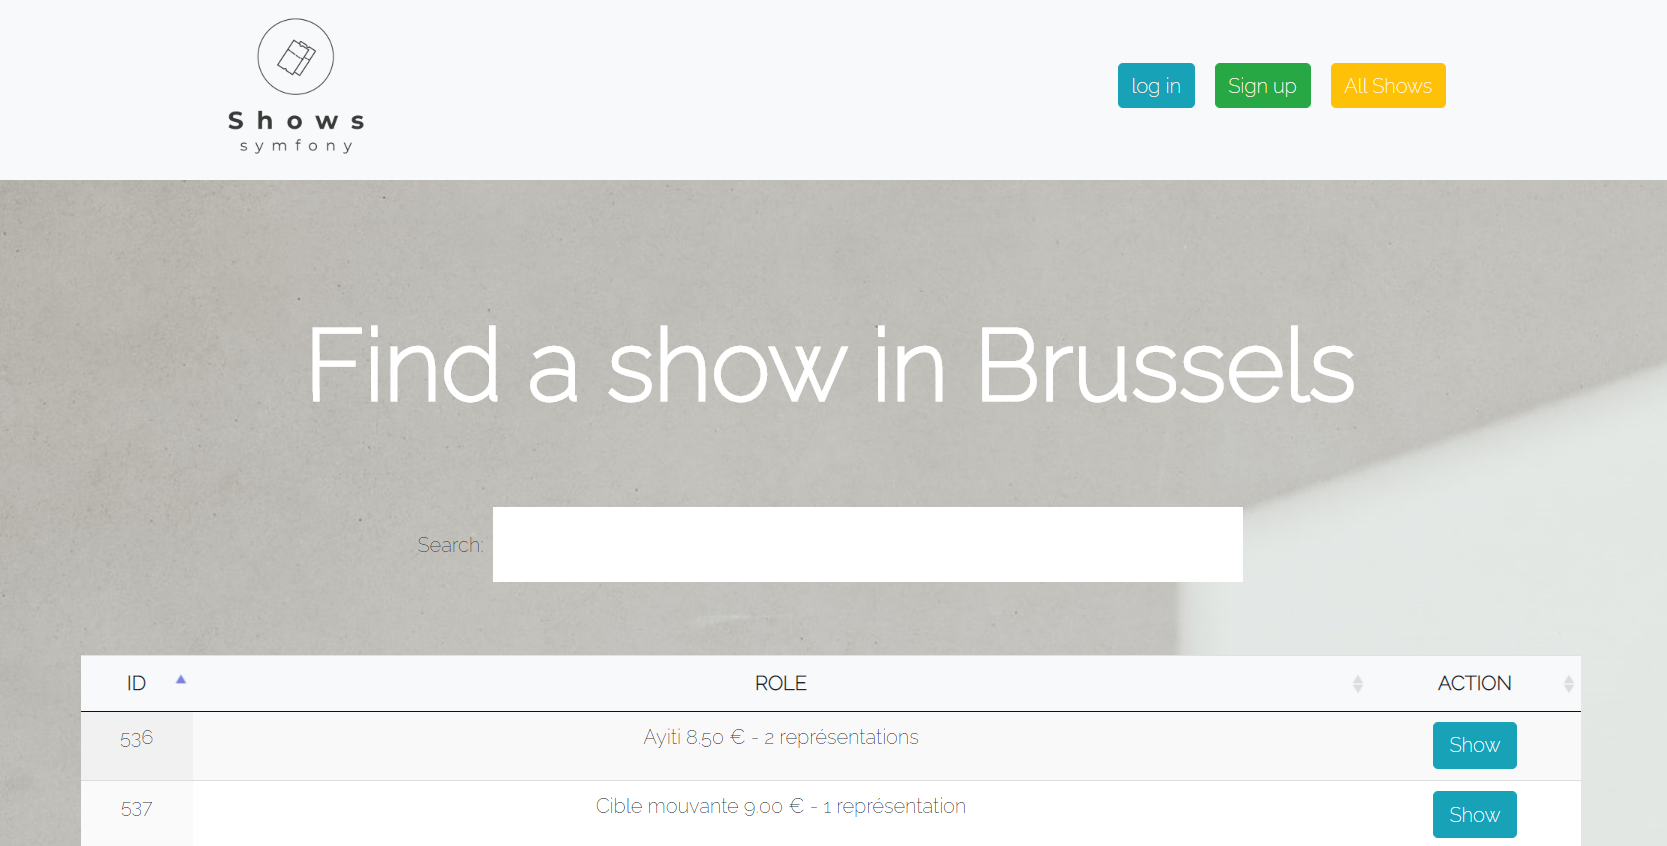 Shows
symfony
log in
Sign up
All Shows
Find a show in Brussels
Search:
ID
ROLE
ACTION
536
Ayiti 8.50 € - 2 représentations
Show
537
Cible mouvante 9.00 € - 1 représentation
Show